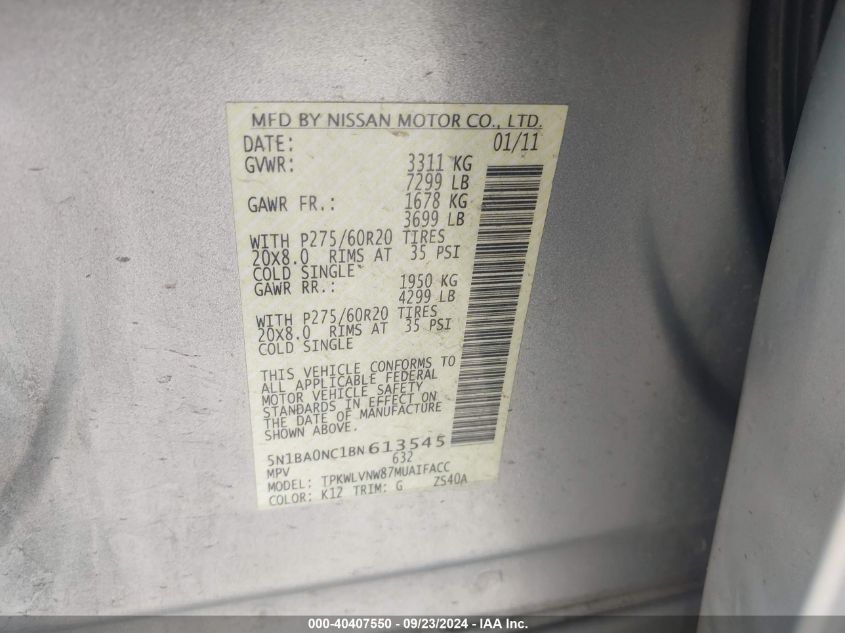 MFD BY NISSAN MOTOR CO., LTD.
DATE: 01/11
GVWR: 3311 KG
7299 LB
GAWR FR.: 1678 KG
3699 LB
WITH P275/60R20 TIRES
20X8.0 RIMS AT 35 PSI
COLD SINGLE
GAWR RR.: 1950 KG
4299 LB
WITH P275/60R20 TIRES
20X8.0 RIMS AT 35 PSI
COLD SINGLE
THIS VEHICLE CONFORMS TO
ALL APPLICABLE FEDERAL
MOTOR VEHICLE SAFETY
STANDARDS IN EFFECT ON
THE DATE OF MANUFACTURE
SHOWN ABOVE.
5N1BA0NC1BN613545
MPV 632
MODEL: TPKWLVNW87MUAIFACC
COLOR: K12 TRIM: G ZS40A
000-40407550 - 09/23/2024 - IAA Inc.